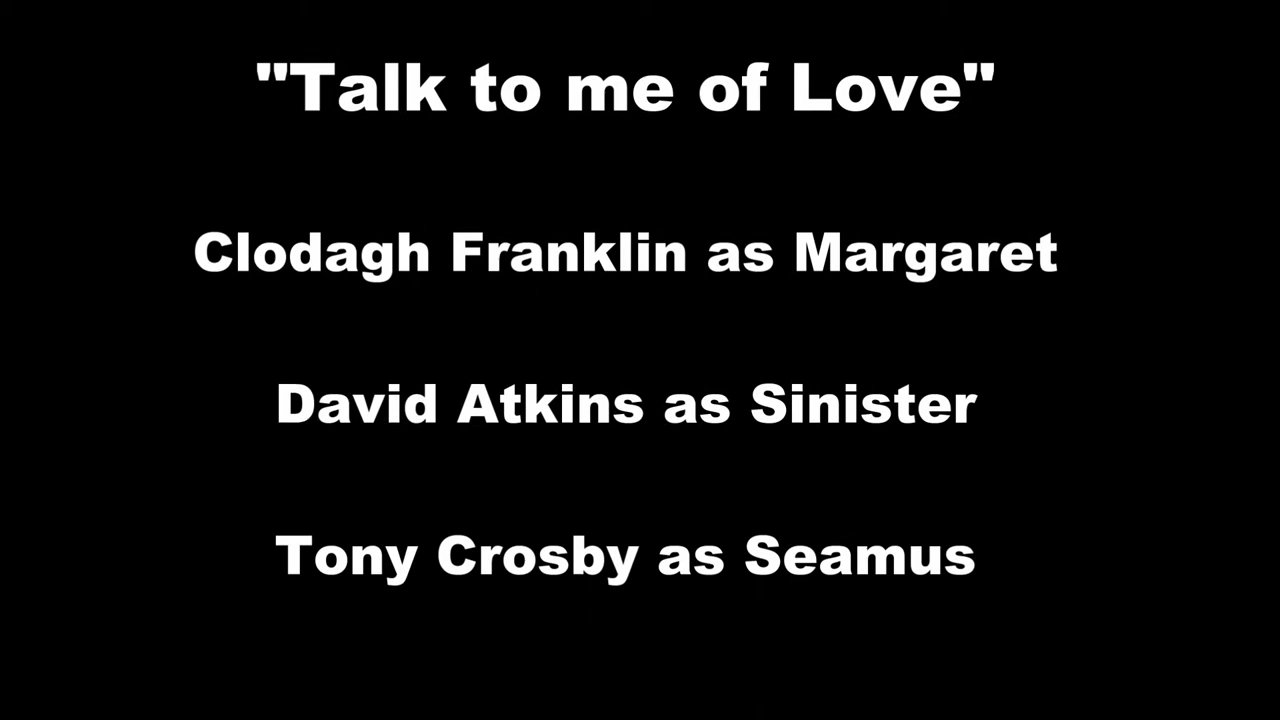 "Talk to me of Love"
Clodagh Franklin as Margaret
David Atkins as Sinister
Tony Crosby as Seamus